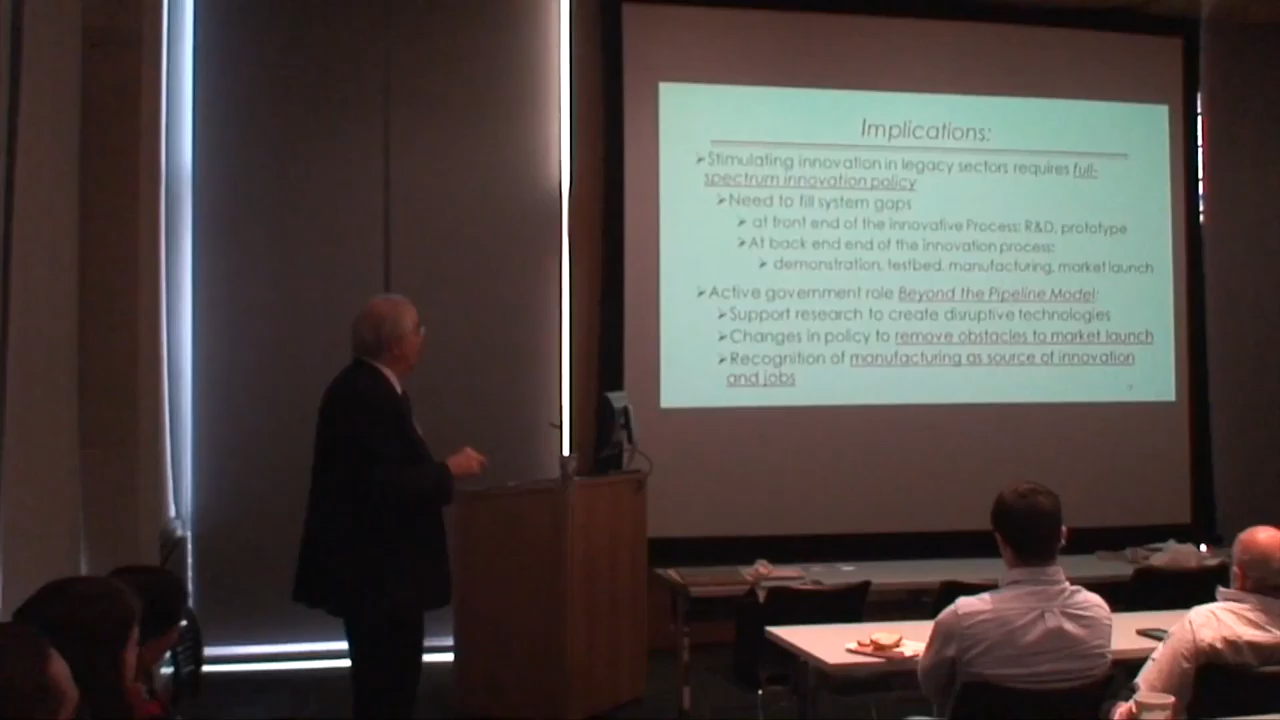 Implications:
➢Stimulating innovation in legacy sectors requires full-
spectrum innovation policy
➢Need to fill system gaps
➢ at front end of the innovative Process: R&D, prototype
➢At back end end of the innovation process:
➢ demonstration, testbed, manufacturing, market launch
➢Active government role Beyond the Pipeline Model:
➢Support research to create disruptive technologies
➢Changes in policy to remove obstacles to market launch
➢Recognition of manufacturing as source of innovation
and jobs